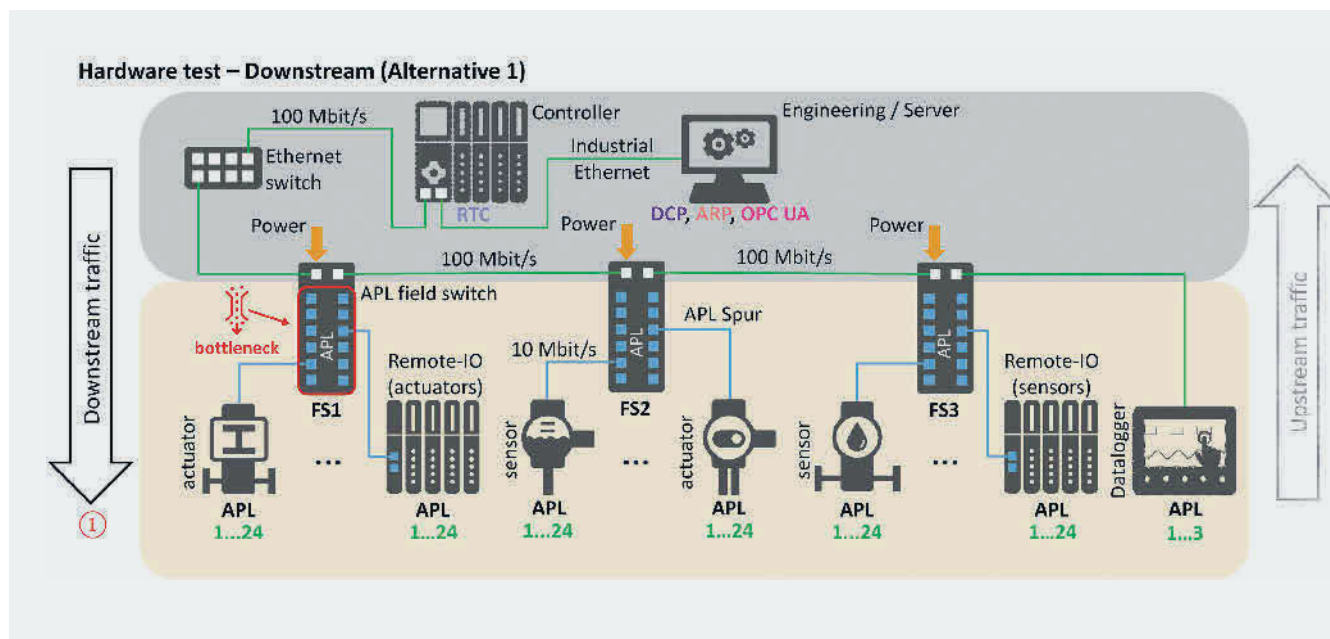 Hardware test – Downstream (Alternative 1)
100 Mbit/s
Controller
Engineering / Server
Ethernet
switch
Industrial
Ethernet
RTC
DCP, ARP, OPC UA
Power
Power
Power
100 Mbit/s
100 Mbit/s
Downstream traffic
Upstream traffic
APL field switch
bottleneck
APL
APL
APL
APL Spur
10 Mbit/s
Remote-IO
(actuators)
Remote-IO
(sensors)
FS1
FS2
FS3
actuator
sensor
actuator
sensor
Datalogger
...
...
...
APL
APL
APL
APL
APL
APL
APL
1...24
1...24
1...24
1...24
1...24
1...24
1...3
1